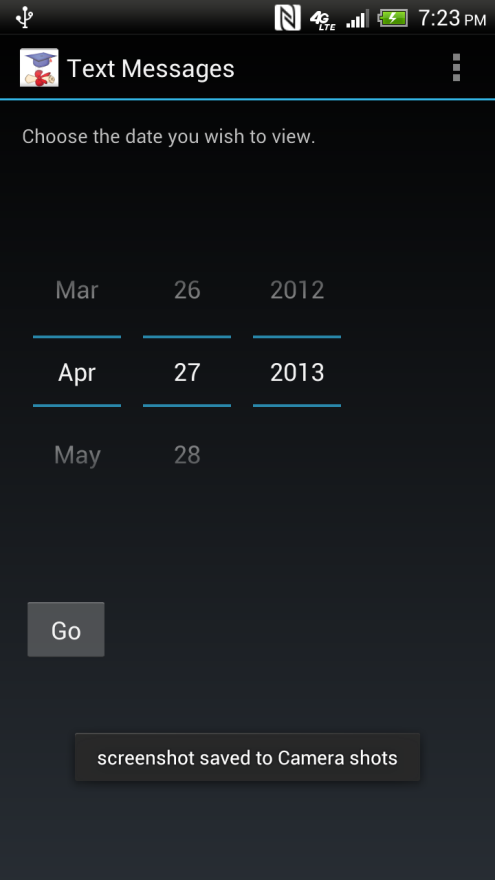 4G LTE 7:23 PM
Text Messages
Choose the date you wish to view.
Mar 26 2012
Apr 27 2013
May 28
Go
screenshot saved to Camera shots